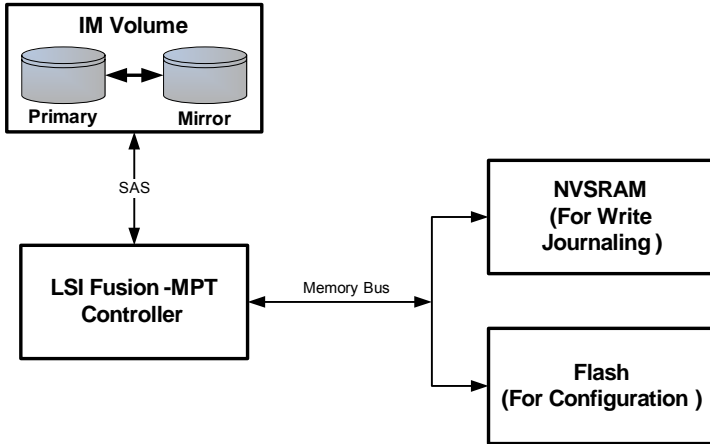 IM Volume
Primary
Mirror
SAS
LSI Fusion -MPT
Controller
Memory Bus
NVSRAM
(For Write
Journaling )
Flash
(For Configuration )